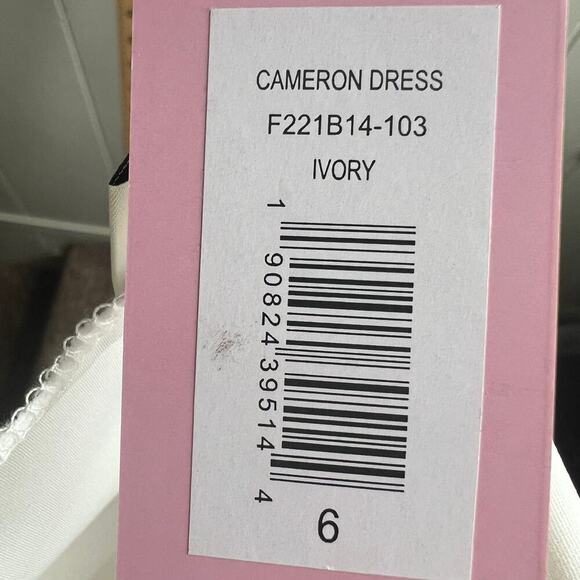 CAMERON DRESS
F221B14-103
IVORY
1 90824 39514 4
6